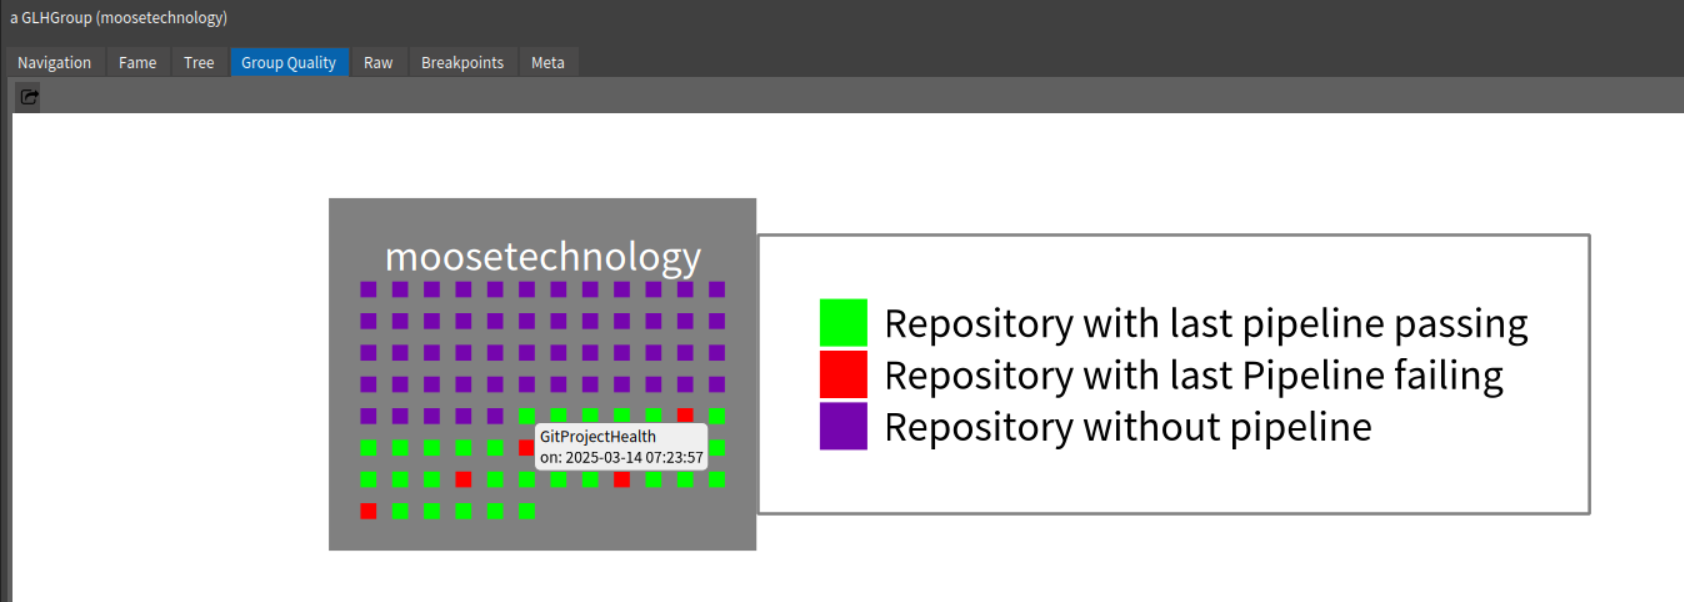 a GLHGroup (moosetechnology)
Navigation Fame Tree Group Quality Raw Breakpoints Meta
moosetechnology
Repository with last pipeline passing
Repository with last Pipeline failing
Repository without pipeline
GitProjectHealth
on: 2025-03-14 07:23:57